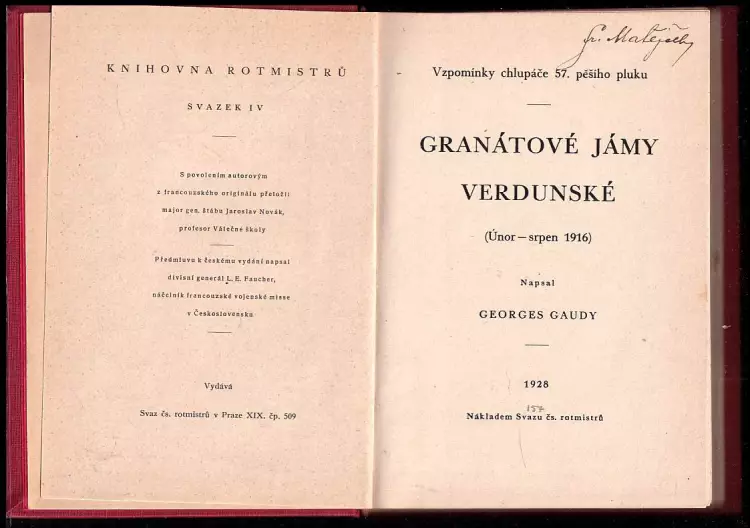 KNIHOVNA ROTMISTRŮ
SVAZEK IV
S povolením autorovým
z francouzského originálu přeložil
major gen. štábu Jaroslav Novák,
profesor Válečné školy
Předmluvu k českému vydání napsal
divisní generál L. E. Faucher,
náčelník francouzské vojenské misse
v Československu
Vydává
Svaz čs. rotmistrů v Praze XIX. čp. 509
Vzpomínky chlupáče 57. pěšího pluku
GRANÁTOVÉ JÁMY
VERDUNSKÉ
(Únor — srpen 1916)
Napsal
GEORGES GAUDY
1928
157
Nákladem Svazu čs. rotmistrů